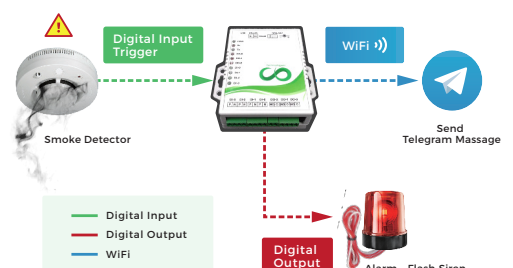 Digital Input
Trigger
WiFi
Smoke Detector
Send
Telegram Massage
Digital Input
Digital Output
WiFi
Digital
Output
Alarm - Flash Siren